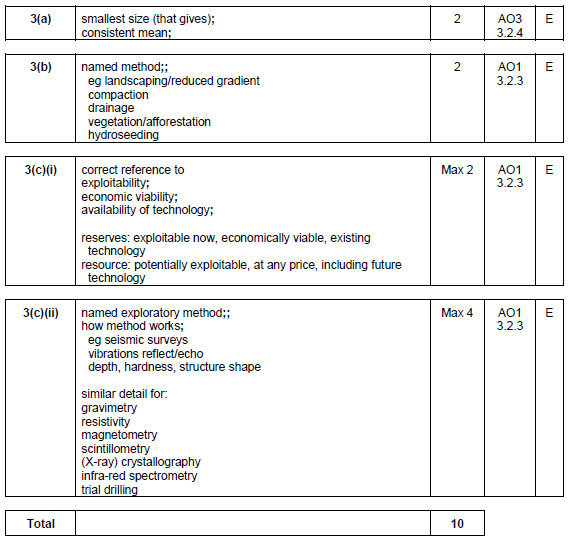 3(a) smallest size (that gives); 2 AO3 E
consistent mean; 3.2.4
3(b) named method;; 2 AO1 E
eg landscaping/reduced gradient 3.2.3
compaction
drainage
vegetation/afforestation
hydroseeding
3(c)(i) correct reference to Max 2 AO1 E
exploitability; 3.2.3
economic viability;
availability of technology;
reserves: exploitable now, economically viable, existing
technology
resource: potentially exploitable, at any price, including future
technology
3(c)(ii) named exploratory method;; Max 4 AO1 E
how method works; 3.2.3
eg seismic surveys
vibrations reflect/echo
depth, hardness, structure shape
similar detail for:
gravimetry
resistivity
magnetometry
scintillometry
(X-ray) crystallography
infra-red spectrometry
trial drilling
Total 10